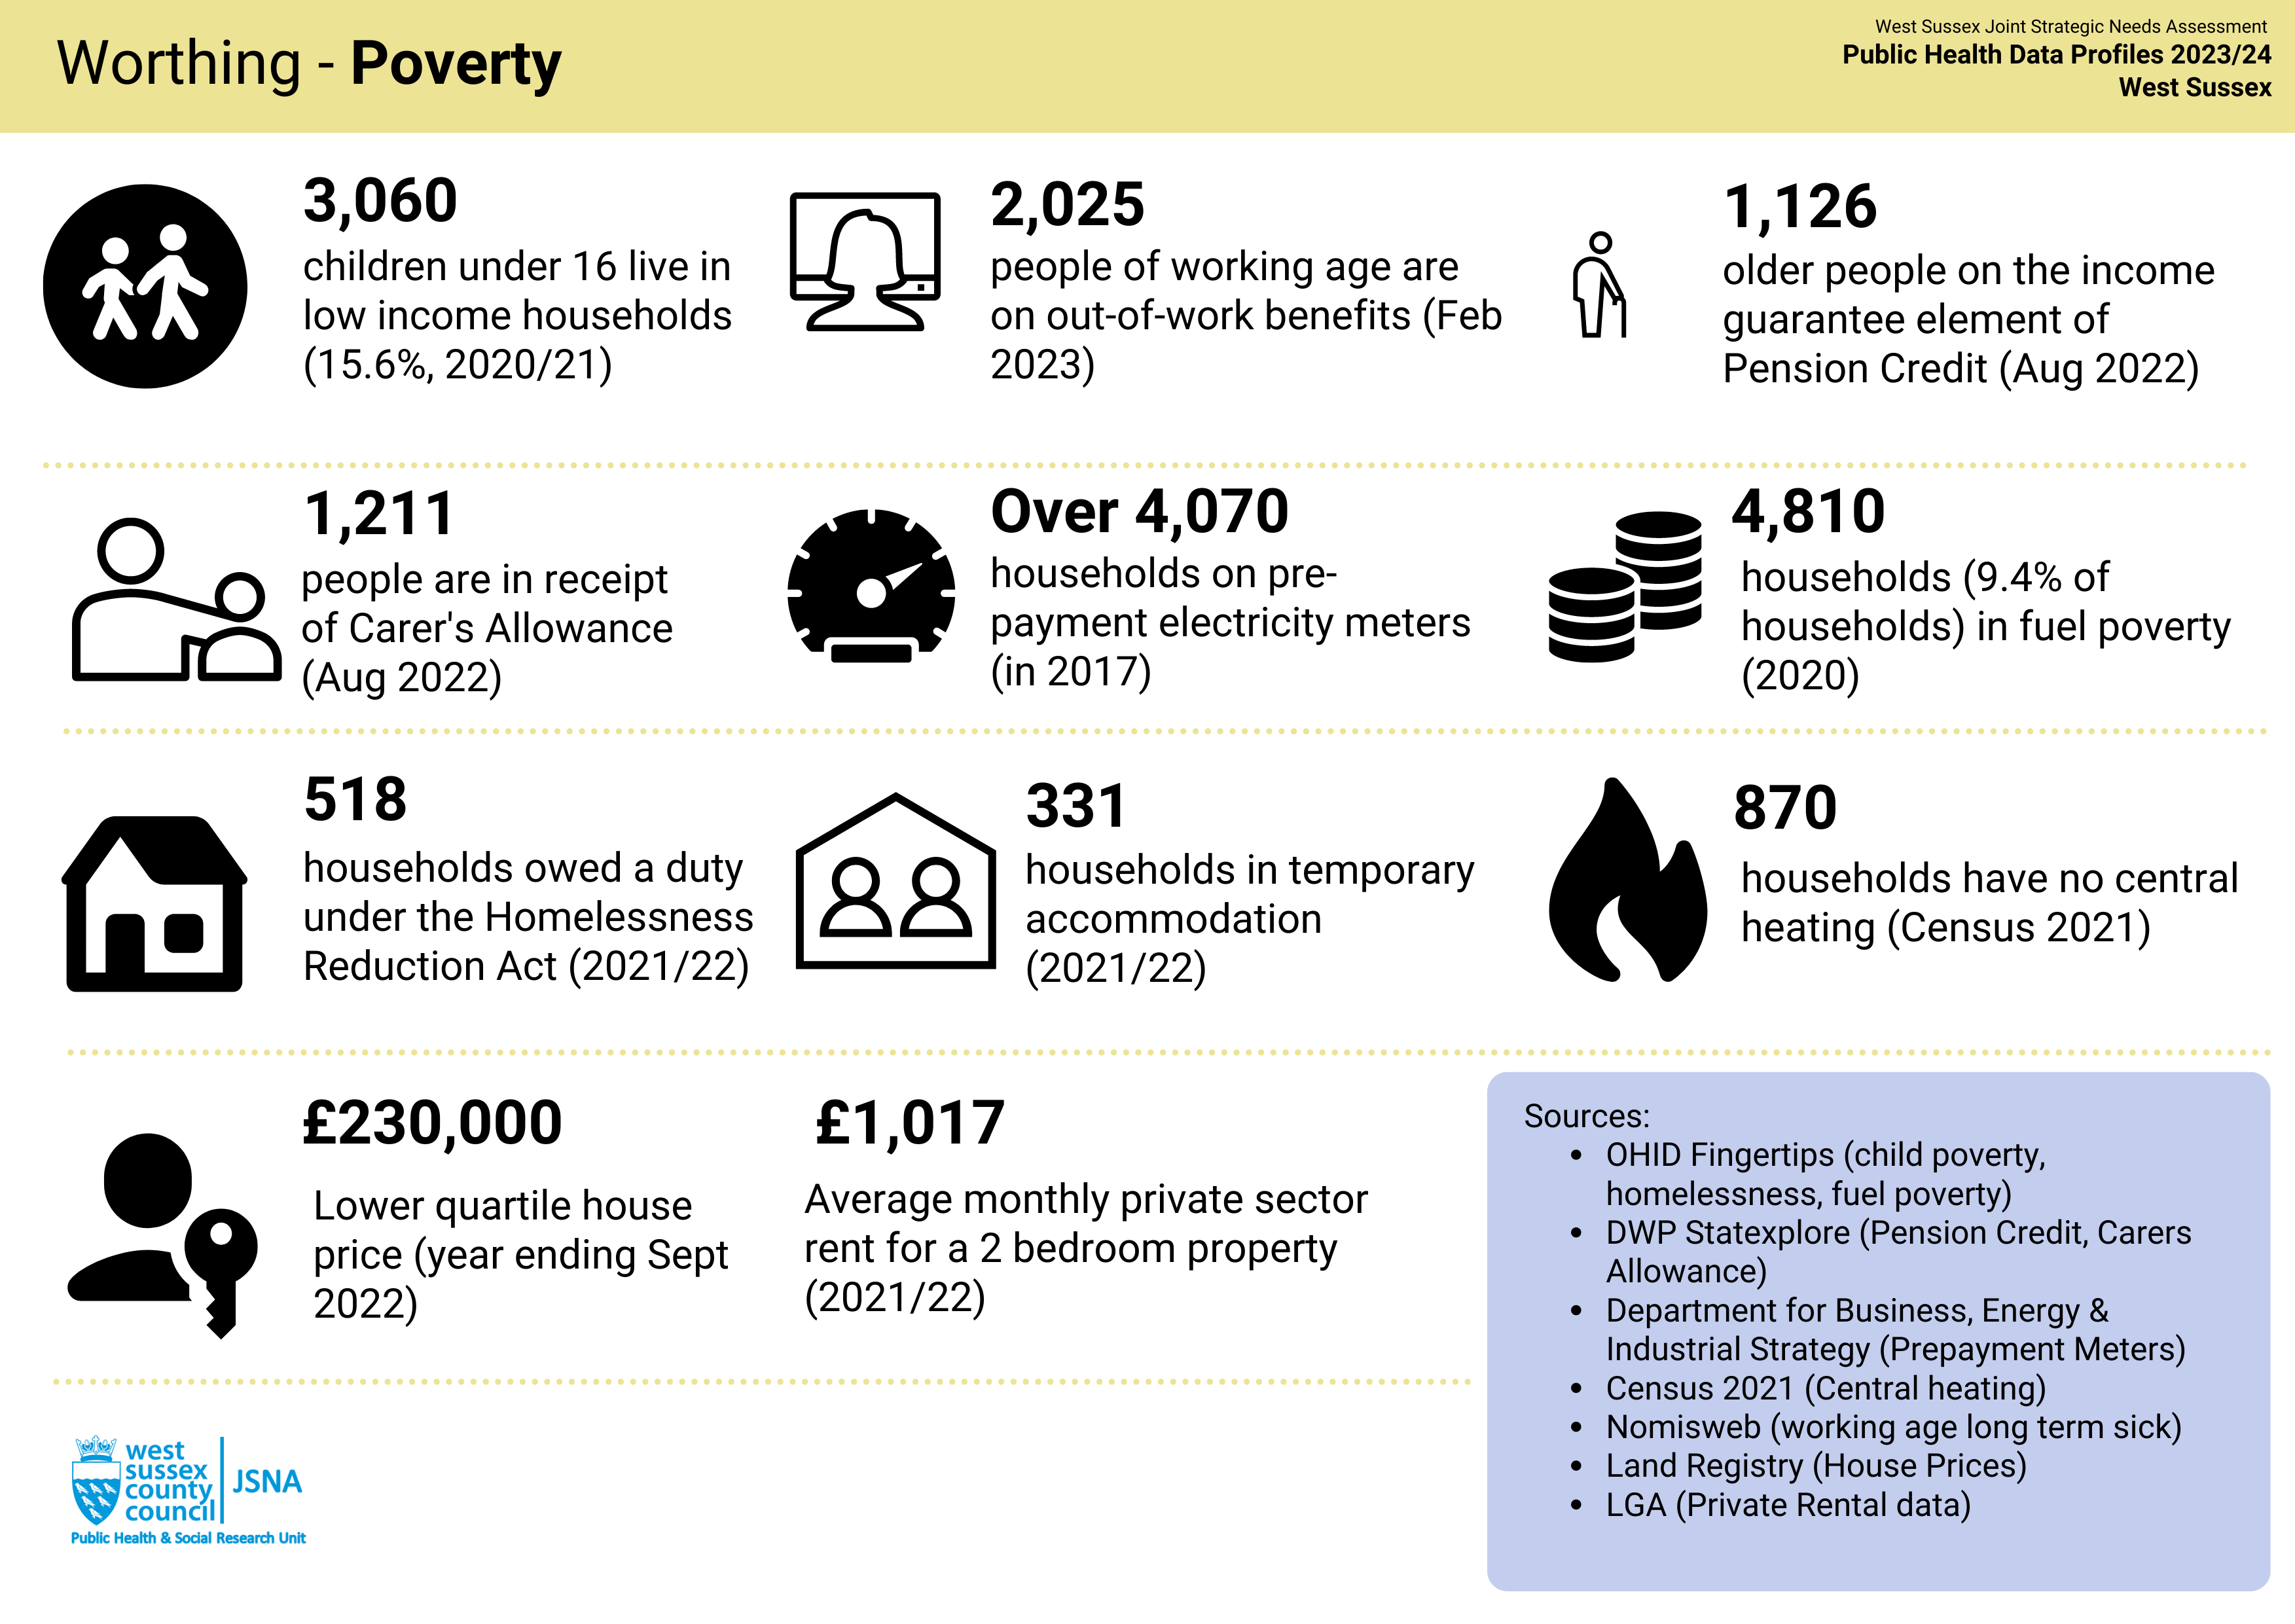 Worthing - Poverty
West Sussex Joint Strategic Needs Assessment
Public Health Data Profiles 2023/24
West Sussex
3,060
children under 16 live in
low income households
(15.6%, 2020/21)
2,025
people of working age are
on out-of-work benefits (Feb
2023)
1,126
older people on the income
guarantee element of
Pension Credit (Aug 2022)
1,211
people are in receipt
of Carer's Allowance
(Aug 2022)
Over 4,070
households on pre-
payment electricity meters
(in 2017)
4,810
households (9.4% of
households) in fuel poverty
(2020)
518
households owed a duty
under the Homelessness
Reduction Act (2021/22)
331
households in temporary
accommodation
(2021/22)
870
households have no central
heating (Census 2021)
£230,000
Lower quartile house
price (year ending Sept
2022)
£1,017
Average monthly private sector
rent for a 2 bedroom property
(2021/22)
Sources:
• OHID Fingertips (child poverty,
homelessness, fuel poverty)
• DWP Statexplore (Pension Credit, Carers
Allowance)
• Department for Business, Energy &
Industrial Strategy (Prepayment Meters)
• Census 2021 (Central heating)
• Nomisweb (working age long term sick)
• Land Registry (House Prices)
• LGA (Private Rental data)
west
sussex
county
council
JSNA
Public Health & Social Research Unit